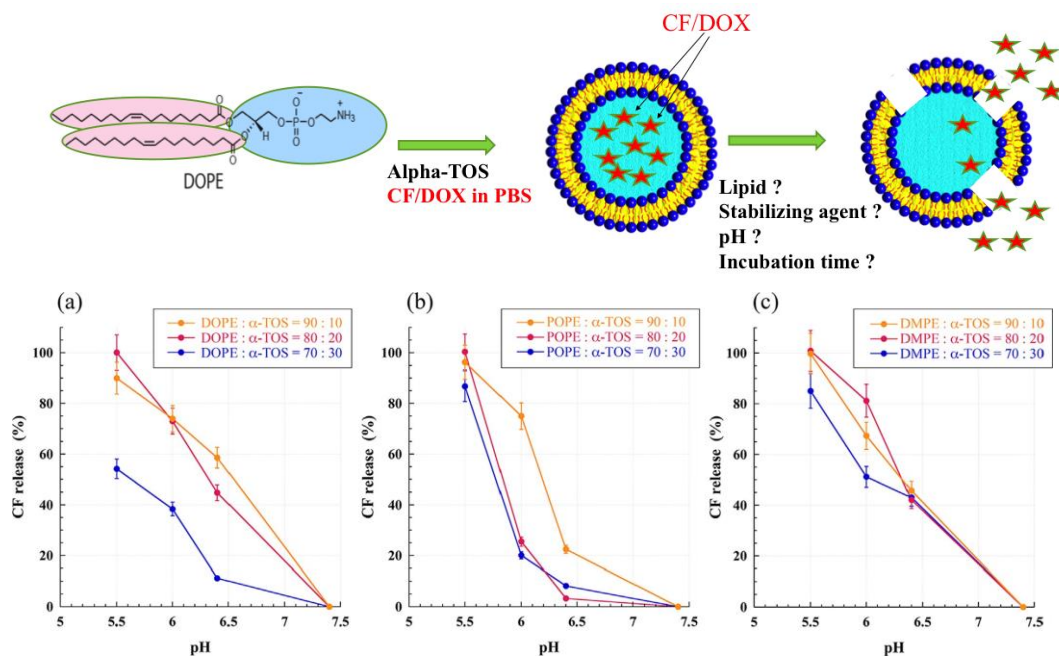 CF/DOX
O
O
P
O
O
O
H
O⁻
O
NH₃
+
DOPE
Alpha-TOS
CF/DOX in PBS
Lipid ?
Stabilizing agent ?
pH ?
Incubation time ?
(a)
DOPE : α-TOS = 90 : 10
DOPE : α-TOS = 80 : 20
DOPE : α-TOS = 70 : 30
CF release (%)
100
80
60
40
20
0
5
5.5
6
6.5
7
7.5
pH
(b)
POPE : α-TOS = 90 : 10
POPE : α-TOS = 80 : 20
POPE : α-TOS = 70 : 30
CF release (%)
100
80
60
40
20
0
5
5.5
6
6.5
7
7.5
pH
(c)
DMPE : α-TOS = 90 : 10
DMPE : α-TOS = 80 : 20
DMPE : α-TOS = 70 : 30
CF release (%)
100
80
60
40
20
0
5
5.5
6
6.5
7
7.5
pH